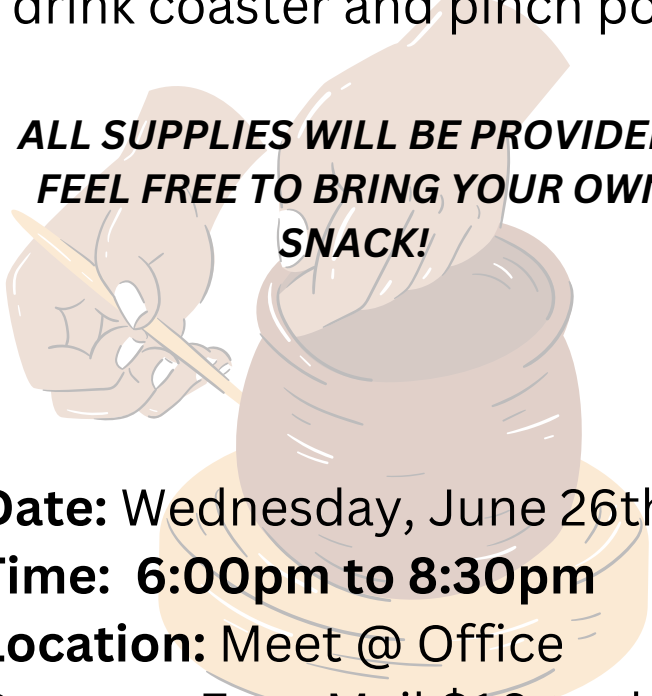 drink coaster and pinch po
ALL SUPPLIES WILL BE PROVIDE
FEEL FREE TO BRING YOUR OWN
SNACK!
Date: Wednesday, June 26th
Time: 6:00pm to 8:30pm
Location: Meet @ Office